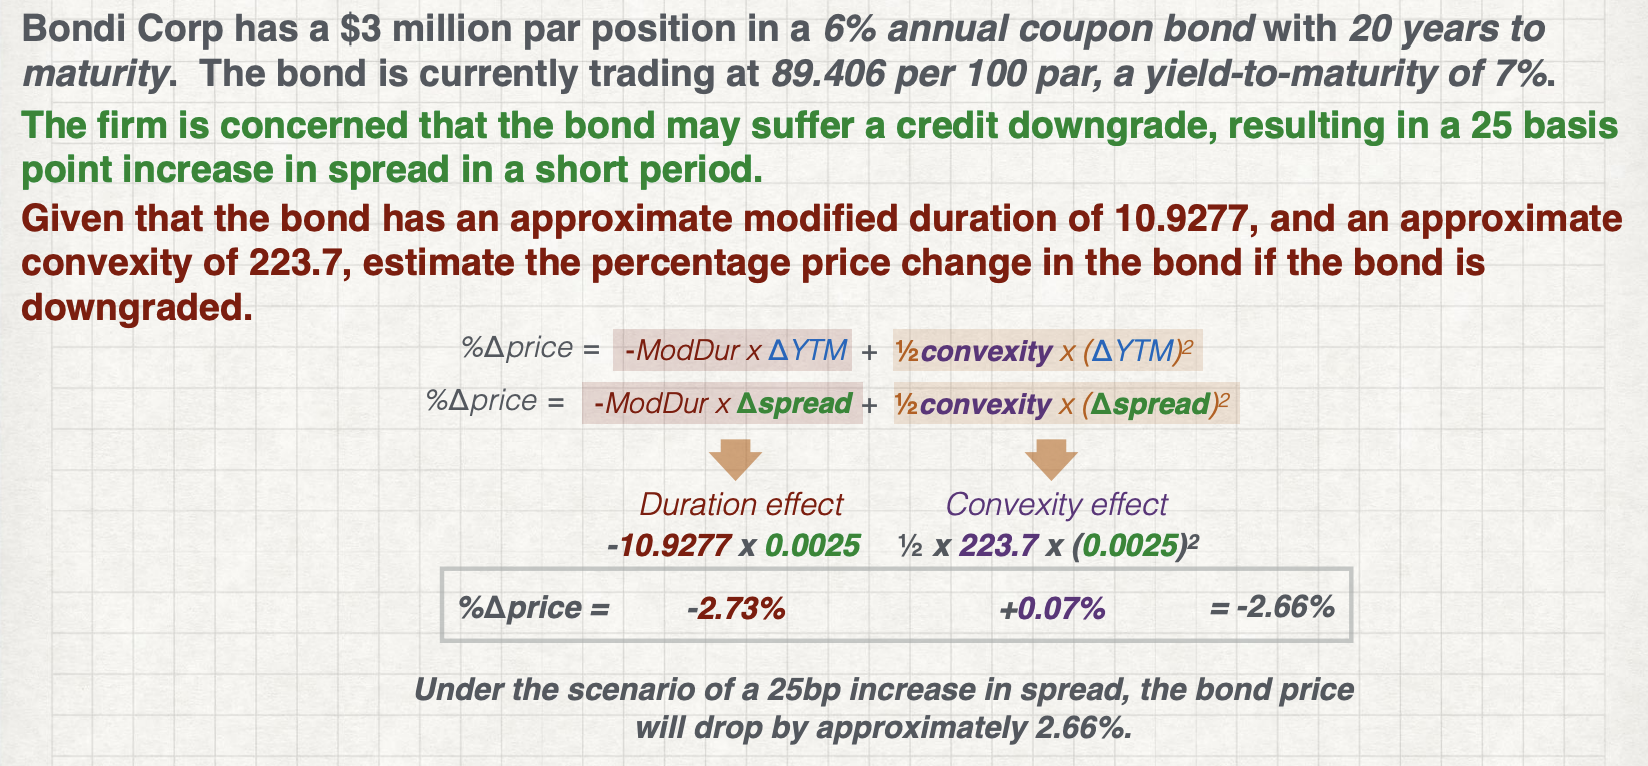 Bondi Corp has a $3 million par position in a 6% annual coupon bond with 20 years to
maturity.  The bond is currently trading at 89.406 per 100 par, a yield-to-maturity of 7%.
The firm is concerned that the bond may suffer a credit downgrade, resulting in a 25 basis
point increase in spread in a short period.
Given that the bond has an approximate modified duration of 10.9277, and an approximate
convexity of 223.7, estimate the percentage price change in the bond if the bond is
downgraded.
%Δprice = -ModDur x ΔYTM + ½convexity x (ΔYTM)²
%Δprice = -ModDur x Δspread + ½convexity x (Δspread)²
Duration effect Convexity effect
-10.9277 x 0.0025 ½ x 223.7 x (0.0025)²
%Δprice = -2.73% +0.07% = -2.66%
Under the scenario of a 25bp increase in spread, the bond price
will drop by approximately 2.66%.